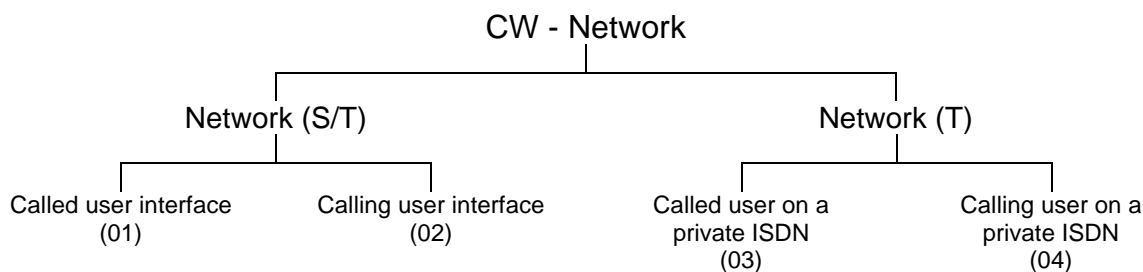 CW - Network
Network (S/T)
Network (T)
Called user interface
(01)
Calling user interface
(02)
Called user on a
private ISDN
(03)
Calling user on a
private ISDN
(04)